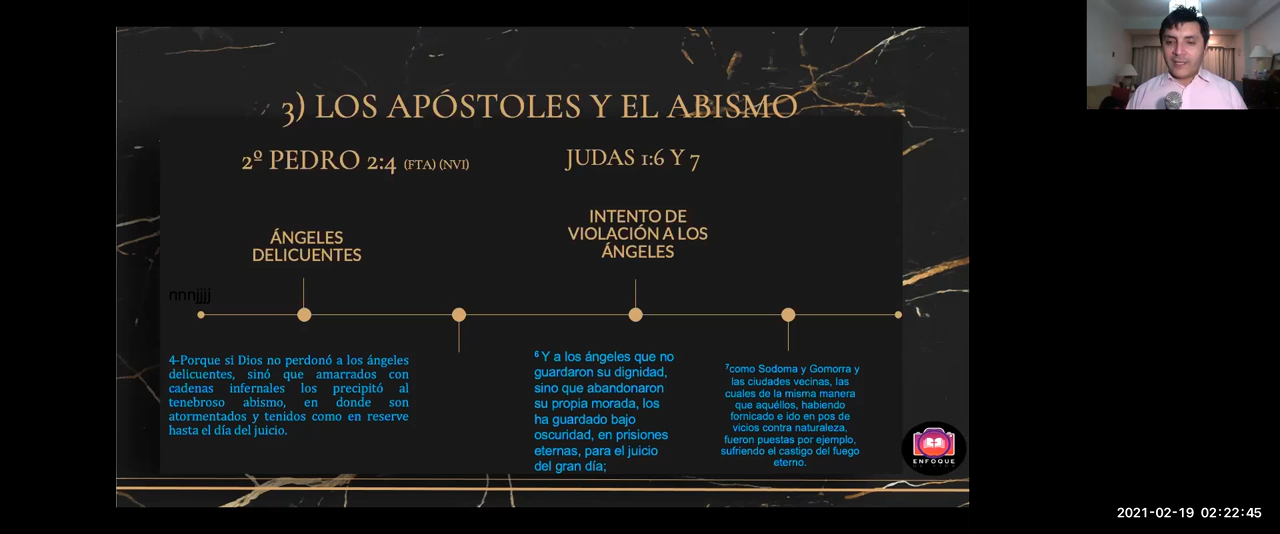 3) LOS APÓSTOLES Y EL ABISMO
2º PEDRO 2:4 (FTA) (NVI)
JUDAS 1:6 Y 7
ÁNGELES
DELICUENTES
INTENTO DE
VIOLACIÓN A LOS
ÁNGELES
nnnjjjj
4-Porque si Dios no perdonó a los ángeles
delicuentes, sinó que amarrados con
cadenas infernales los precipitó al
tenebroso abismo, en donde son
atormentados y tenidos como en reserve
hasta el día del juicio.
6 Y a los ángeles que no
guardaron su dignidad,
sino que abandonaron
su propia morada, los
ha guardado bajo
oscuridad, en prisiones
eternas, para el juicio
del gran día;
7como Sodoma y Gomorra y
las ciudades vecinas, las
cuales de la misma manera
que aquéllos, habiendo
fornicado e ido en pos de
vicios contra naturaleza,
fueron puestas por ejemplo,
sufriendo el castigo del fuego
eterno.
ENFOQUE
2021-02-19 02:22:45